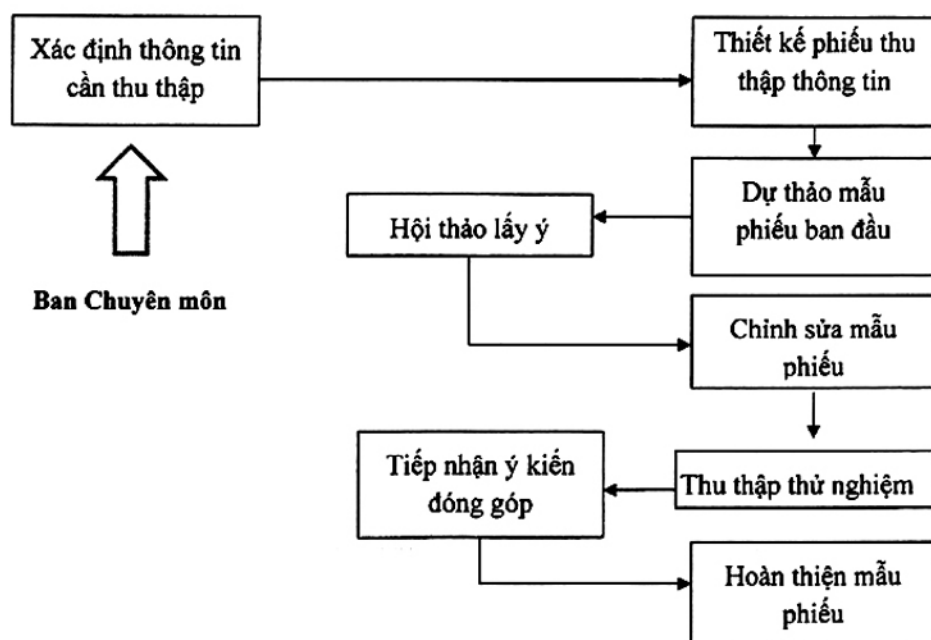 Xác định thông tin
cần thu thập
Thiết kế phiếu thu
thập thông tin
Dự thảo mẫu
phiếu ban đầu
Hội thảo lấy ý
Ban Chuyên môn
Chỉnh sửa mẫu
phiếu
Tiếp nhận ý kiến
đóng góp
Thu thập thử nghiệm
Hoàn thiện mẫu
phiếu